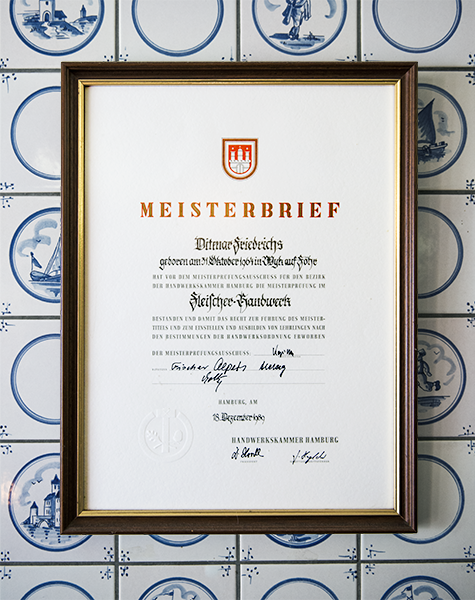 MEISTERBRIEF
Ditmar Friedrichs
geboren am 31. Oktober 1964 in Wyk auf Föhr
HAT VOR DEM MEISTERPRÜFUNGSAUSSCHUSS FÜR DEN BEZIRK
DER HANDWERKSKAMMER HAMBURG DIE MEISTERPRÜFUNG IM
Fleischer-Handwerk
BESTANDEN UND DAMIT DAS RECHT ZUR FÜHRUNG DES MEISTER-
TITELS UND ZUM EINSTELLEN UND AUSBILDEN VON LEHRLINGEN NACH
DEN BESTIMMUNGEN DER HANDWERKSORDNUNG ERWORBEN
DER MEISTERPRÜFUNGSAUSSCHUSS:
HAMBURG, AM
18. Dezember 1989
HANDWERKSKAMMER HAMBURG